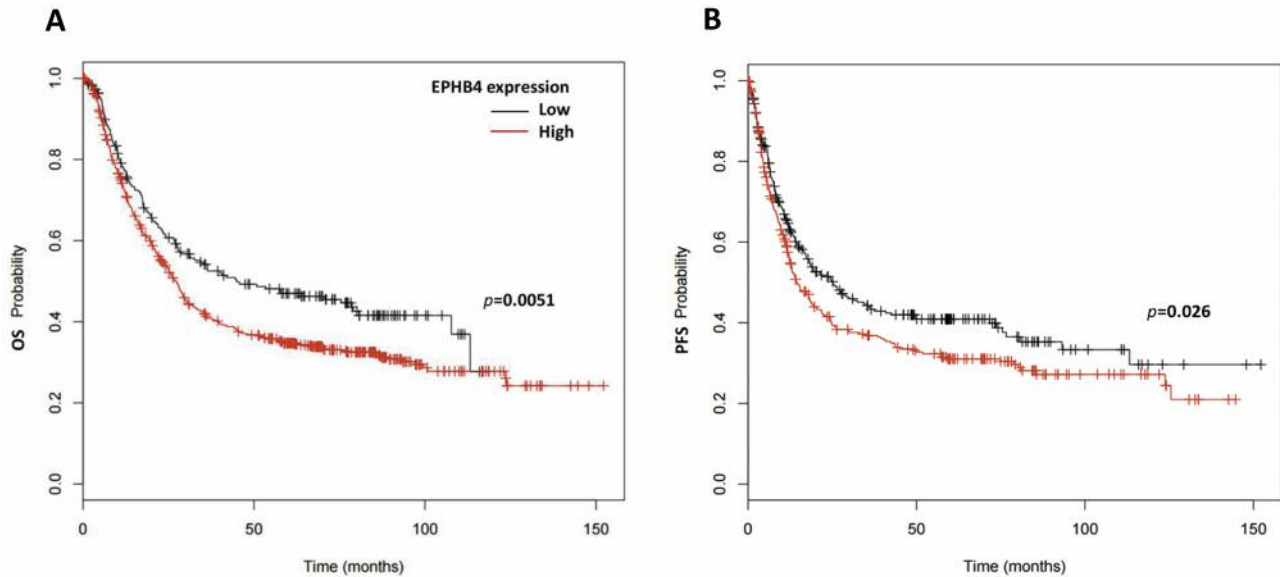 A
EPHB4 expression
Low
High
p=0.0051
OS Probability
0.0
0.2
0.4
0.6
0.8
1.0
0
50
100
150
Time (months)
B
p=0.026
PFS Probability
0.0
0.2
0.4
0.6
0.8
1.0
0
50
100
150
Time (months)